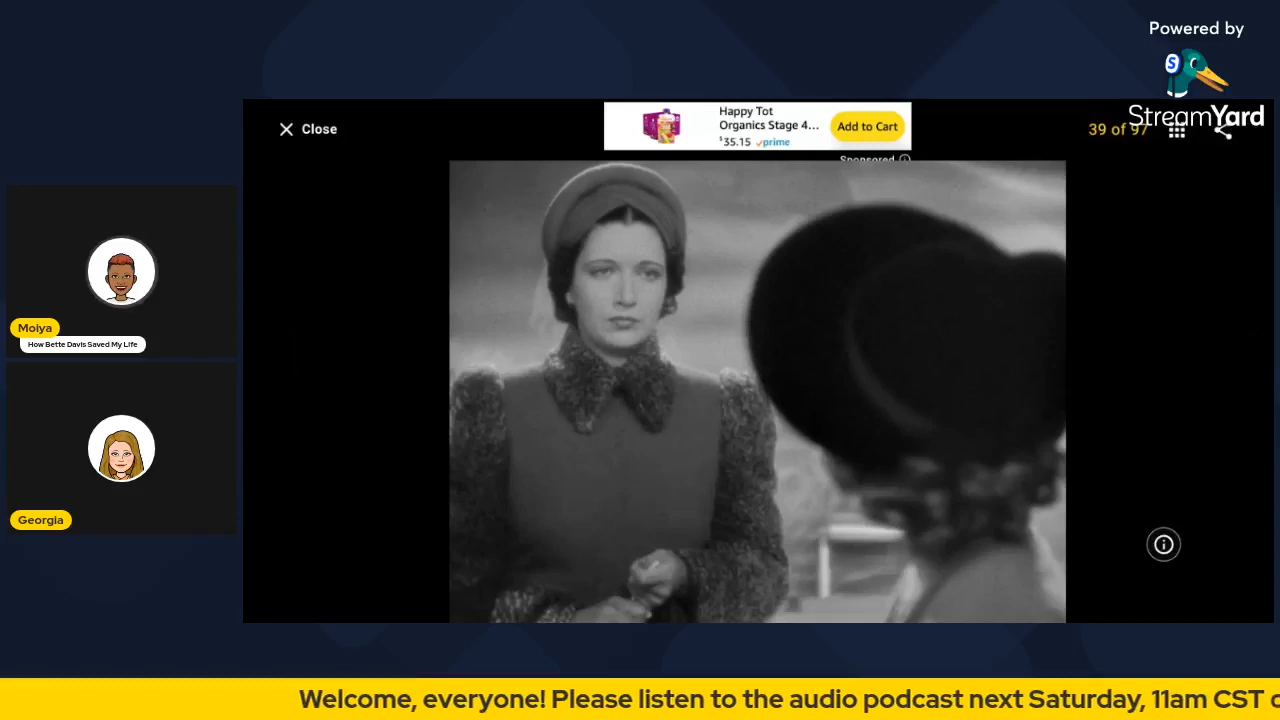 Powered by
S
StreamYard
Close
Happy Tot
Organics Stage 4...
Add to Cart
$35.15 prime
Sponsored
39 of 97
Moiya
How Bette Davis Saved My Life
Georgia
Welcome, everyone! Please listen to the audio podcast next Saturday, 11am CST